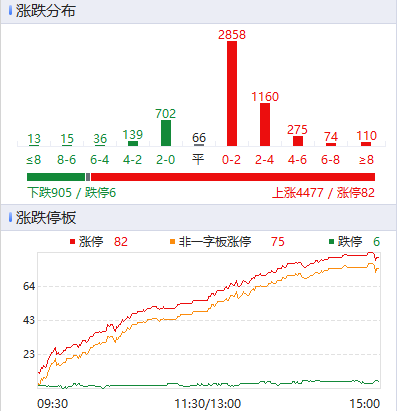 涨跌分布
13 15 36 139 702 66 2858 1160 275 74 110
≤8 8-6 6-4 4-2 2-0 平 0-2 2-4 4-6 6-8 ≥8
下跌905 / 跌停6 上涨4477 / 涨停82
涨跌停板
涨停 82 非一字板涨停 75 跌停 6
64
43
23
09:30 11:30/13:00 15:00